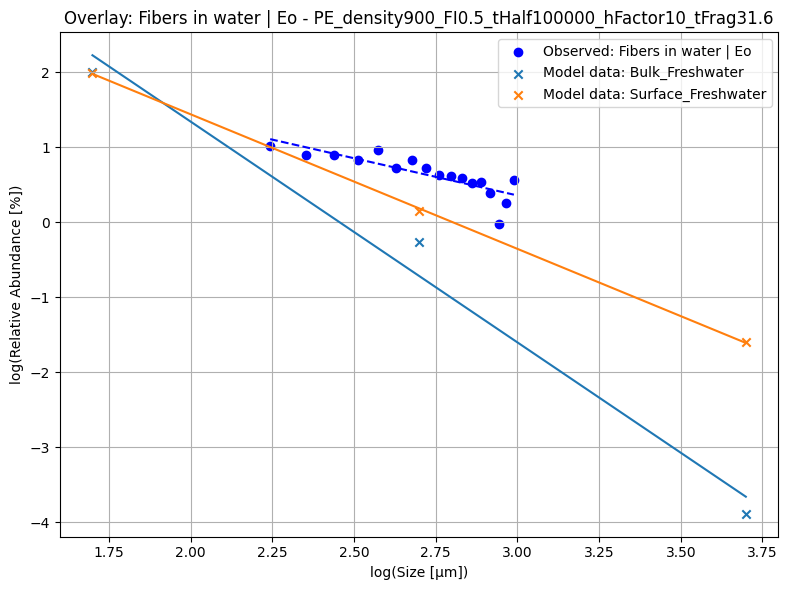 Overlay: Fibers in water | Eo - PE_density900_FI0.5_tHalf100000_hFactor10_tFrag31.6
Observed: Fibers in water | Eo
Model data: Bulk_Freshwater
Model data: Surface_Freshwater
log(Relative Abundance [%])
2
1
0
−1
−2
−3
−4
1.75
2.00
2.25
2.50
2.75
3.00
3.25
3.50
3.75
log(Size [μm])